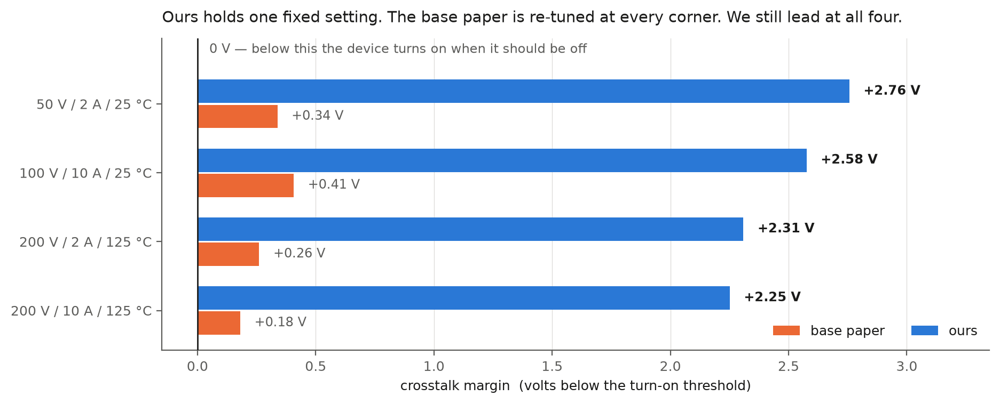 Ours holds one fixed setting. The base paper is re-tuned at every corner. We still lead at all four.
0 V — below this the device turns on when it should be off
50 V / 2 A / 25 °C
+2.76 V
+0.34 V
100 V / 10 A / 25 °C
+2.58 V
+0.41 V
200 V / 2 A / 125 °C
+2.31 V
+0.26 V
200 V / 10 A / 125 °C
+2.25 V
+0.18 V
base paper ours
0.0 0.5 1.0 1.5 2.0 2.5 3.0
crosstalk margin (volts below the turn-on threshold)